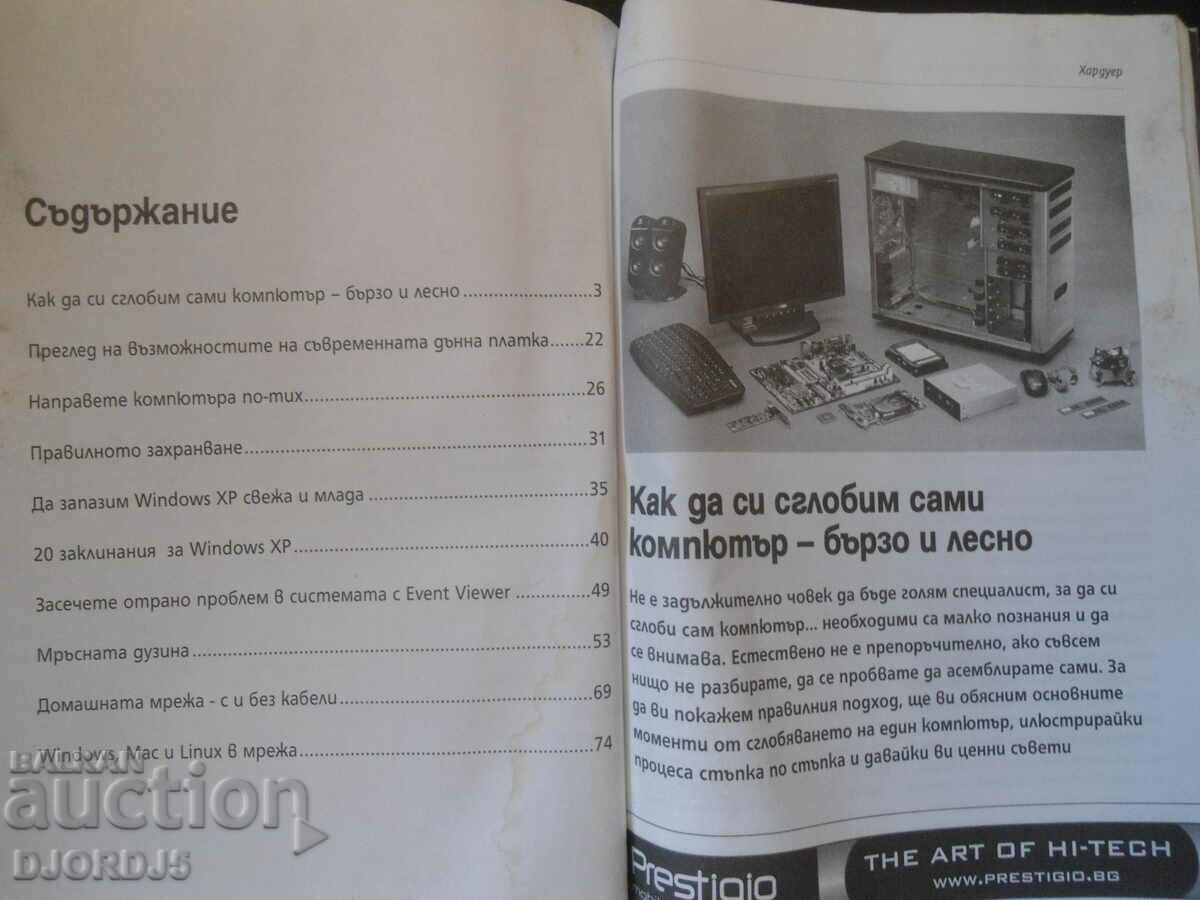 Съдържание
Как да си сглобим сами компютър – бързо и лесно ..................3
Преглед на възможностите на съвременната дънна платка......22
Направете компютъра по-тих.......................................26
Правилното захранване................................................31
Да запазим Windows XP свежа и млада ..............................35
20 заклинания за Windows XP..........................................40
Засечете отрано проблем в системата с Event Viewer ...........49
Мръсната дузина..........................................................53
Домашната мрежа - с и без кабели...................................69
Windows, Mac и Linux в мрежа..........................................74
BALKAN
auction
DJORDJ5
Хардуер
Как да си сглобим сами
компютър – бързо и лесно
Не е задължително човек да бъде голям специалист, за да си
сглоби сам компютър... необходими са малко познания и да
се внимава. Естествено не е препоръчително, ако съвсем
нищо не разбирате, да се пробвате да асемблирате сами. За
да ви покажем правилния подход, ще ви обясним основните
моменти от сглобяването на един компютър, илюстрирайки
процеса стъпка по стъпка и давайки ви ценни съвети
Prestigio
THE ART OF HI-TECH
WWW.PRESTIGIO.BG